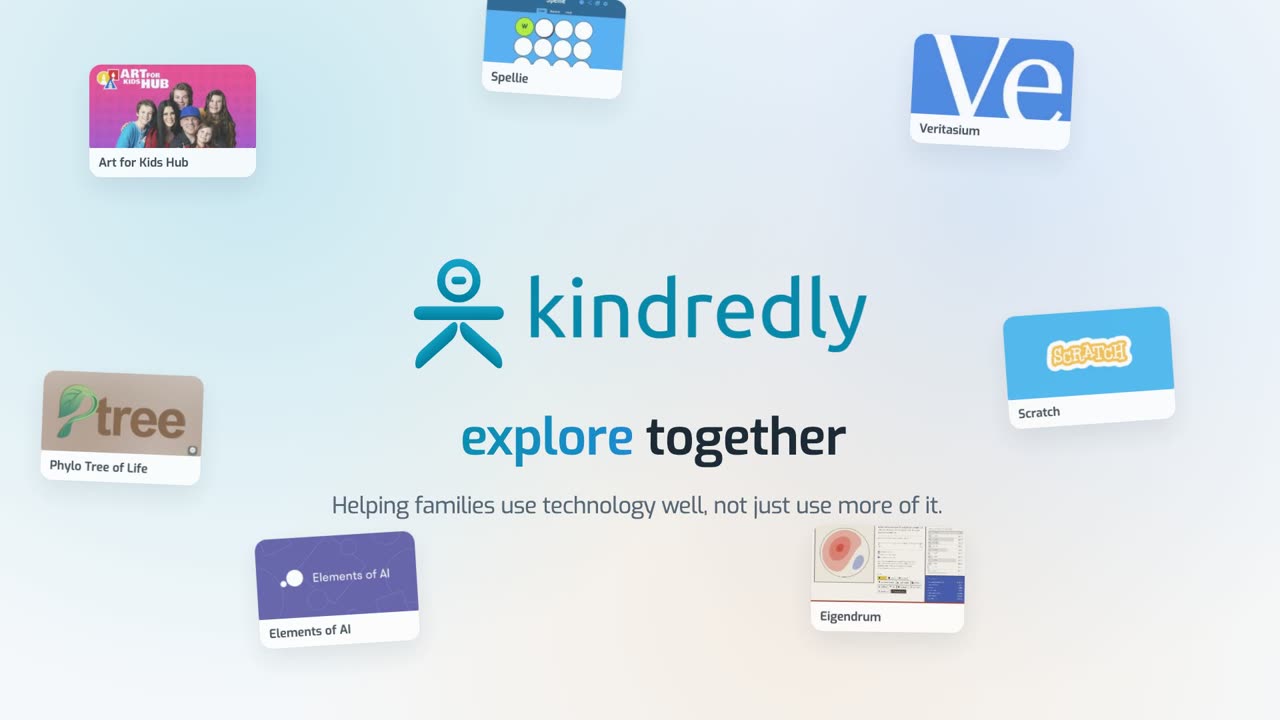 Spellie
W
Spellie
Ve
Veritasium
ART FOR
KIDS HUB
Art for Kids Hub
kindredly
SCRATCH
Scratch
tree
Phylo Tree of Life
explore together
Helping families use technology well, not just use more of it.
Elements of AI
Elements of AI
Eigendrum